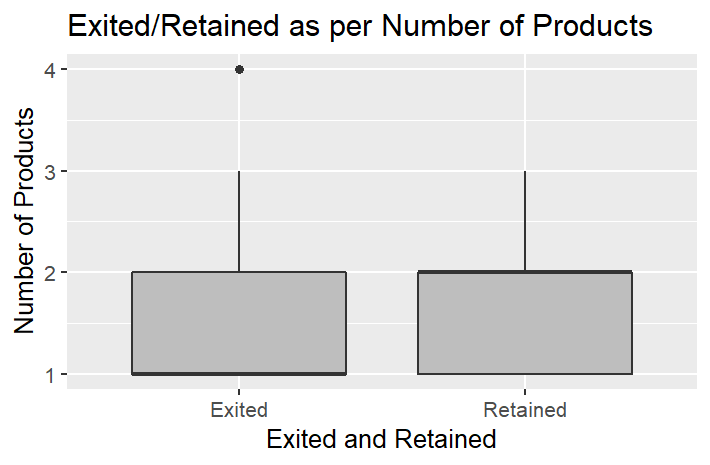 Exited/Retained as per Number of Products
Number of Products
4
3
2
1
Exited
Retained
Exited and Retained